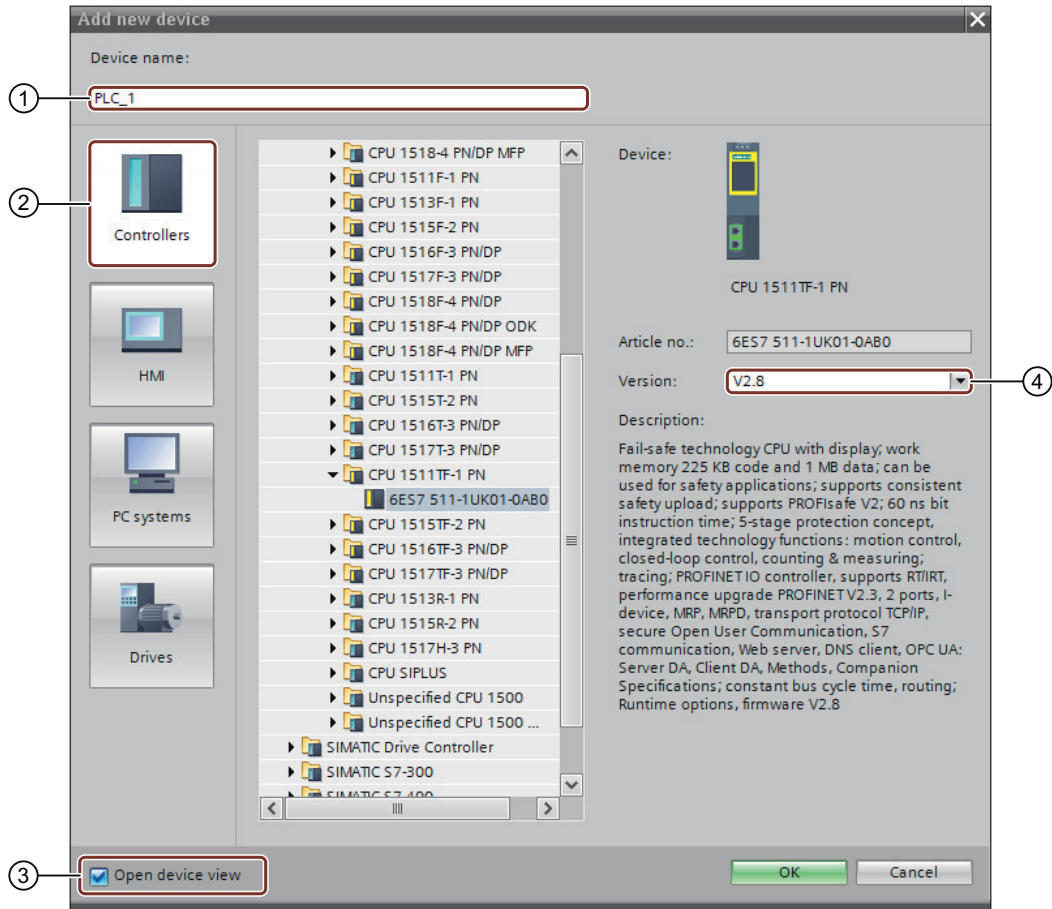 Add new device
Device name:
1
PLC_1
2
Controllers
HMI
PC systems
Drives
CPU 1518-4 PN/DP MFP
CPU 1511F-1 PN
CPU 1513F-1 PN
CPU 1515F-2 PN
CPU 1516F-3 PN/DP
CPU 1517F-3 PN/DP
CPU 1518F-4 PN/DP
CPU 1518F-4 PN/DP ODK
CPU 1518F-4 PN/DP MFP
CPU 1511T-1 PN
CPU 1515T-2 PN
CPU 1516T-3 PN/DP
CPU 1517T-3 PN/DP
CPU 1511TF-1 PN
6ES7 511-1UK01-0AB0
CPU 1515TF-2 PN
CPU 1516TF-3 PN/DP
CPU 1517TF-3 PN/DP
CPU 1513R-1 PN
CPU 1515R-2 PN
CPU 1517H-3 PN
CPU SIPLUS
Unspecified CPU 1500
Unspecified CPU 1500 ...
SIMATIC Drive Controller
SIMATIC S7-300
SIMATIC S7-400
Device:
CPU 1511TF-1 PN
Article no.: 6ES7 511-1UK01-0AB0
Version: V2.8
4
Description:
Fail-safe technology CPU with display; work
memory 225 KB code and 1 MB data; can be
used for safety applications; supports consistent
safety upload; supports PROFIsafe V2; 60 ns bit
instruction time; 5-stage protection concept,
integrated technology functions: motion control,
closed-loop control, counting & measuring;
tracing; PROFINET IO controller, supports RT/IRT,
performance upgrade PROFINET V2.3, 2 ports, I-
device, MRP, MRPD, transport protocol TCP/IP,
secure Open User Communication, S7
communication, Web server, DNS client, OPC UA:
Server DA, Client DA, Methods, Companion
Specifications; constant bus cycle time, routing;
Runtime options, firmware V2.8
3
Open device view
OK
Cancel